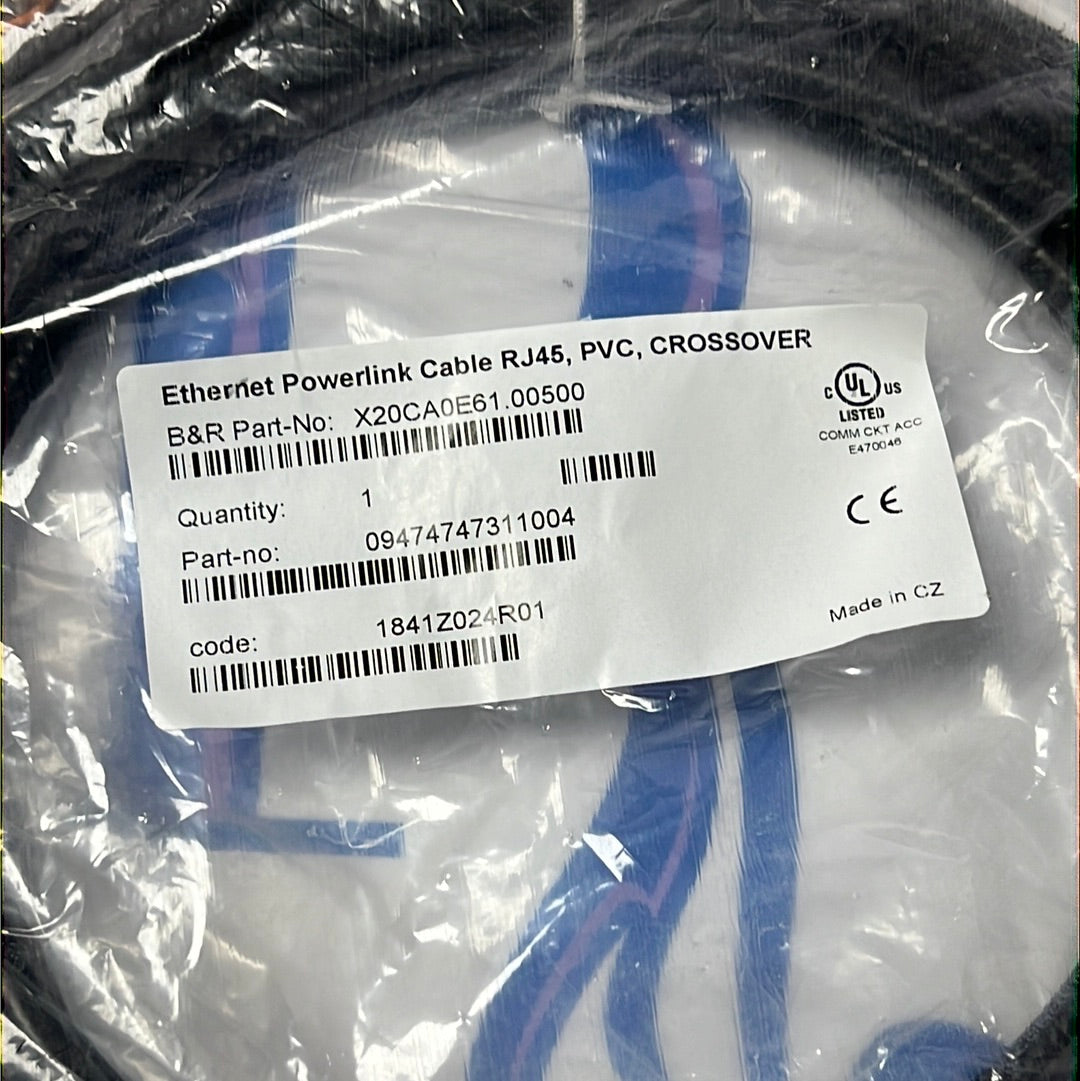 Ethernet Powerlink Cable RJ45, PVC, CROSSOVER
B&R Part-No: X20CA0E61.00500
Quantity: 1
Part-no: 09474747311004
code: 1841Z024R01
c UL US
LISTED
COMM CKT ACC
E470046
CE
Made in CZ